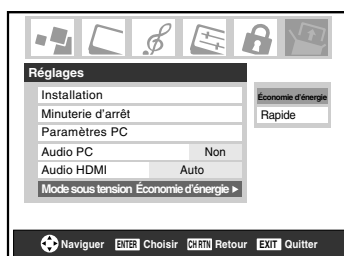 Réglages
Installation
Minuterie d'arrêt
Paramètres PC
Audio PC Non
Audio HDMI Auto
Mode sous tension Économie d'énergie ►
Économie d'énergie
Rapide
Naviguer ENTER Choisir CH RTN Retour EXIT Quitter